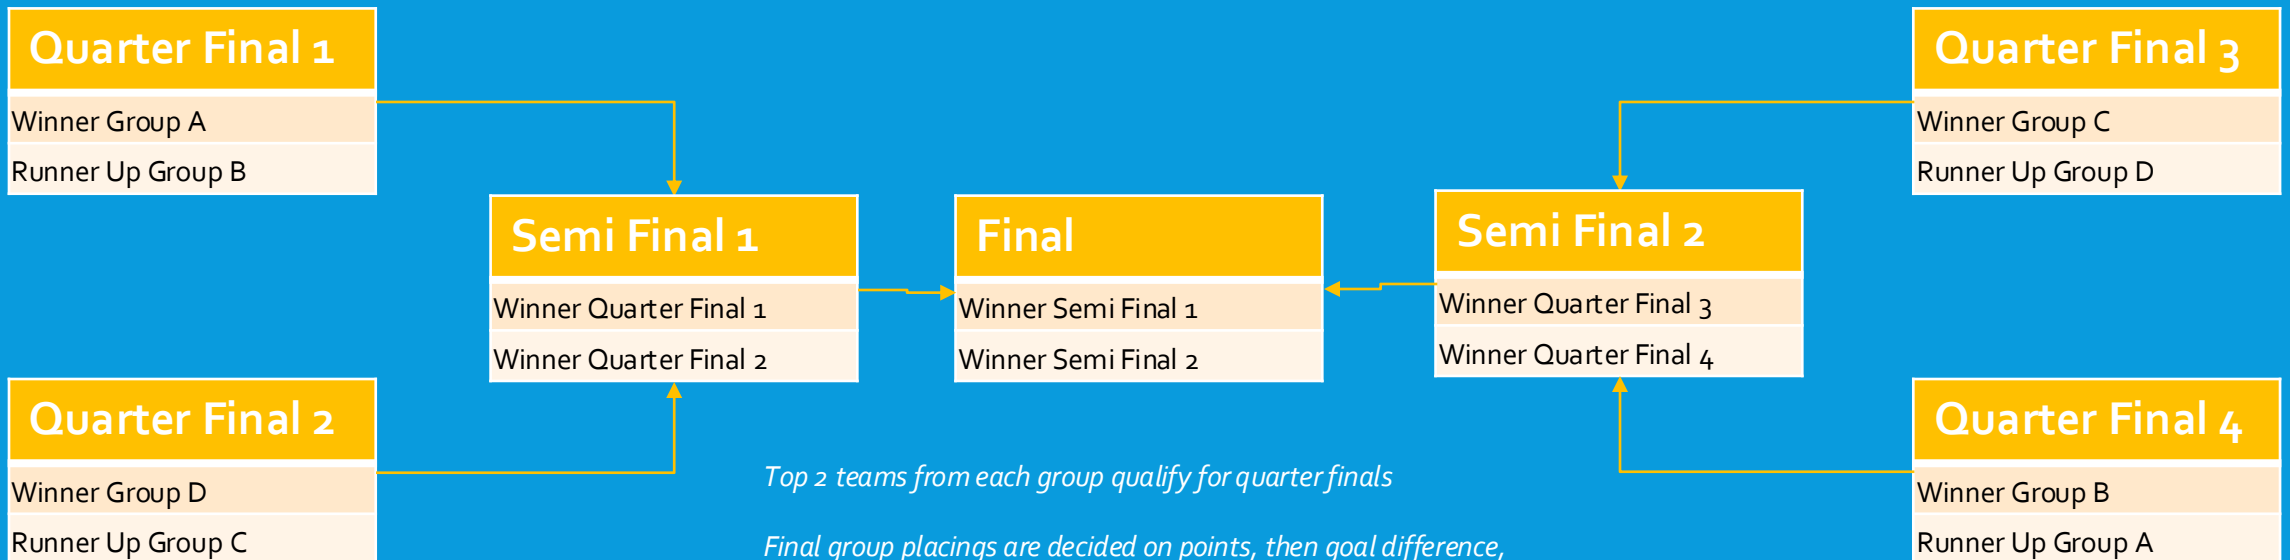 Quarter Final 1
Winner Group A
Runner Up Group B
Quarter Final 2
Winner Group D
Runner Up Group C
Semi Final 1
Winner Quarter Final 1
Winner Quarter Final 2
Final
Winner Semi Final 1
Winner Semi Final 2
Semi Final 2
Winner Quarter Final 3
Winner Quarter Final 4
Quarter Final 3
Winner Group C
Runner Up Group D
Quarter Final 4
Winner Group B
Runner Up Group A
Top 2 teams from each group qualify for quarter finals
Final group placings are decided on points, then goal difference,